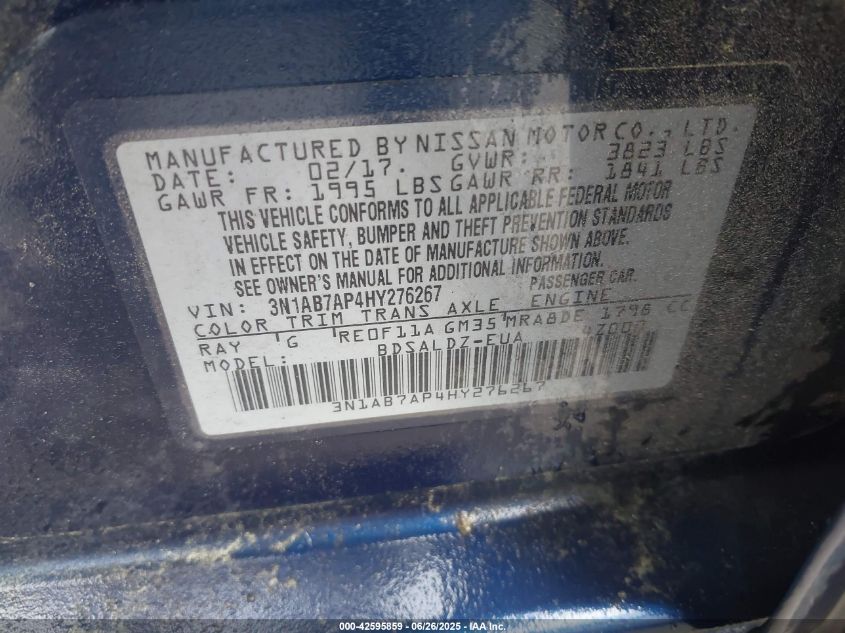 MANUFACTURED BY NISSAN MOTOR CO., LTD.
DATE: 02/17. GVWR: 3823 LBS
GAWR FR: 1995 LBS GAWR RR: 1841 LBS
THIS VEHICLE CONFORMS TO ALL APPLICABLE FEDERAL MOTOR
VEHICLE SAFETY, BUMPER AND THEFT PREVENTION STANDARDS
IN EFFECT ON THE DATE OF MANUFACTURE SHOWN ABOVE.
SEE OWNER'S MANUAL FOR ADDITIONAL INFORMATION.
VIN: 3N1AB7AP4HY276267 PASSENGER CAR.
COLOR TRIM TRANS AXLE ENGINE
RAY G RE0F11A GM35 MRA8DE 1798 CC
MODEL: BDSALDZ-EUA
3N1AB7AP4HY276267
000-42595859 - 06/26/2025 - IAA, Inc.